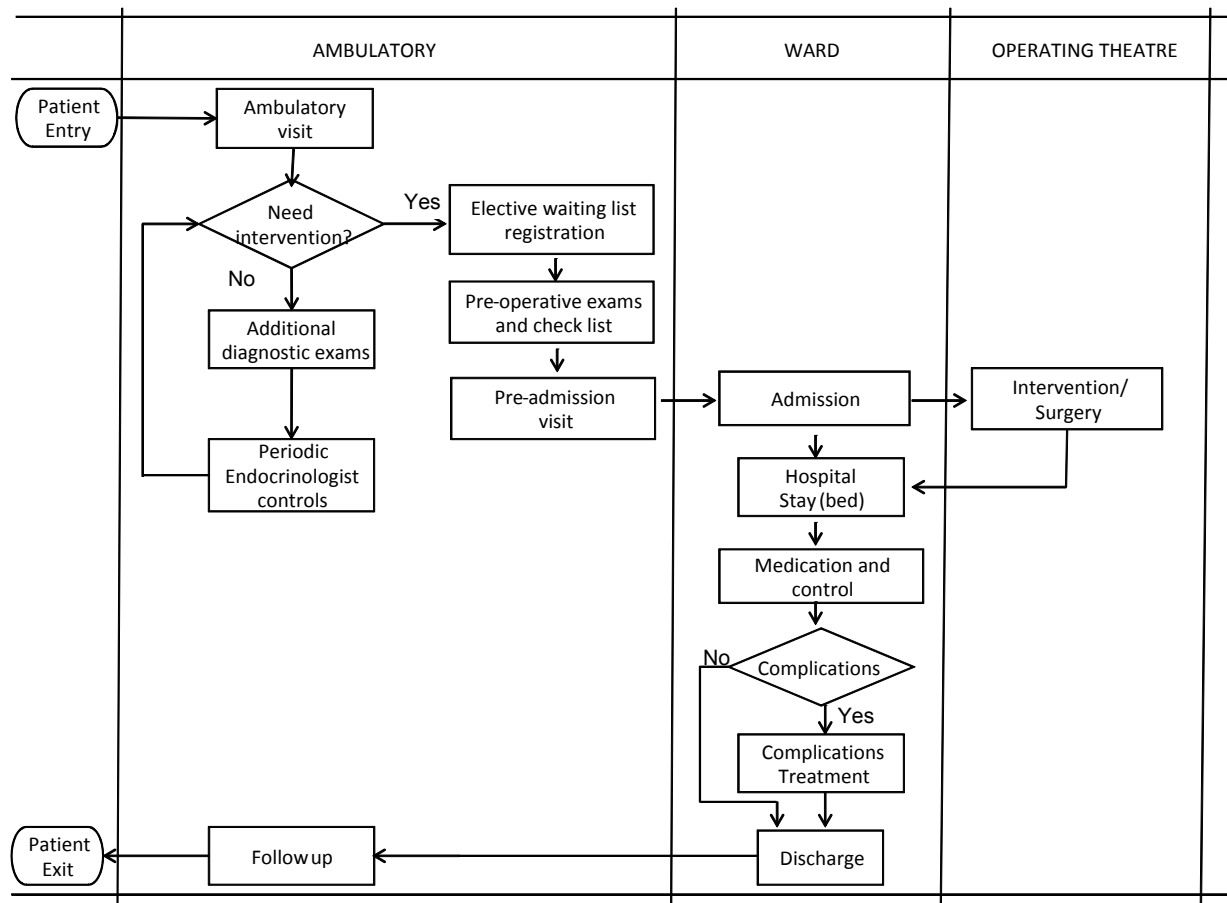 AMBULATORY
WARD
OPERATING THEATRE
Patient
Entry
Ambulatory
visit
Need
intervention?
Yes
No
Elective waiting list
registration
Pre-operative exams
and check list
Additional
diagnostic exams
Pre-admission
visit
Admission
Intervention/
Surgery
Periodic
Endocrinologist
controls
Hospital
Stay (bed)
Medication and
control
No
Complications
Yes
Complications
Treatment
Patient
Exit
Follow up
Discharge